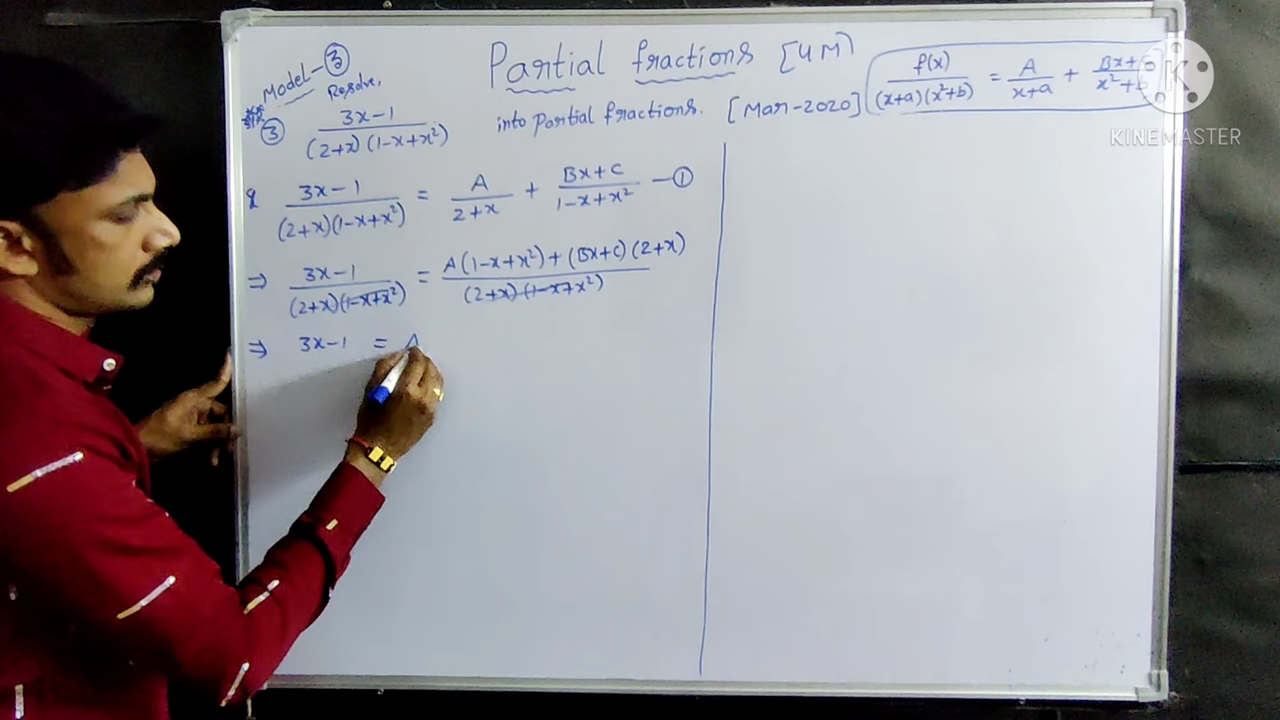 Partial fractions [4M]
Model-③
Resolve,
③ 3x-1 / (2+x)(1-x+x²) into partial fractions. [Mar-2020]
f(x) / (x+a)(x²+b) = A / x+a + Bx+C / x²+b
KINEMASTER
3x-1 / (2+x)(1-x+x²) = A / 2+x + Bx+C / 1-x+x² —①
⇒ 3x-1 / (2+x)(1-x+x²) = A(1-x+x²)+(Bx+C)(2+x) / (2+x)(1-x+x²)
⇒ 3x-1 = A